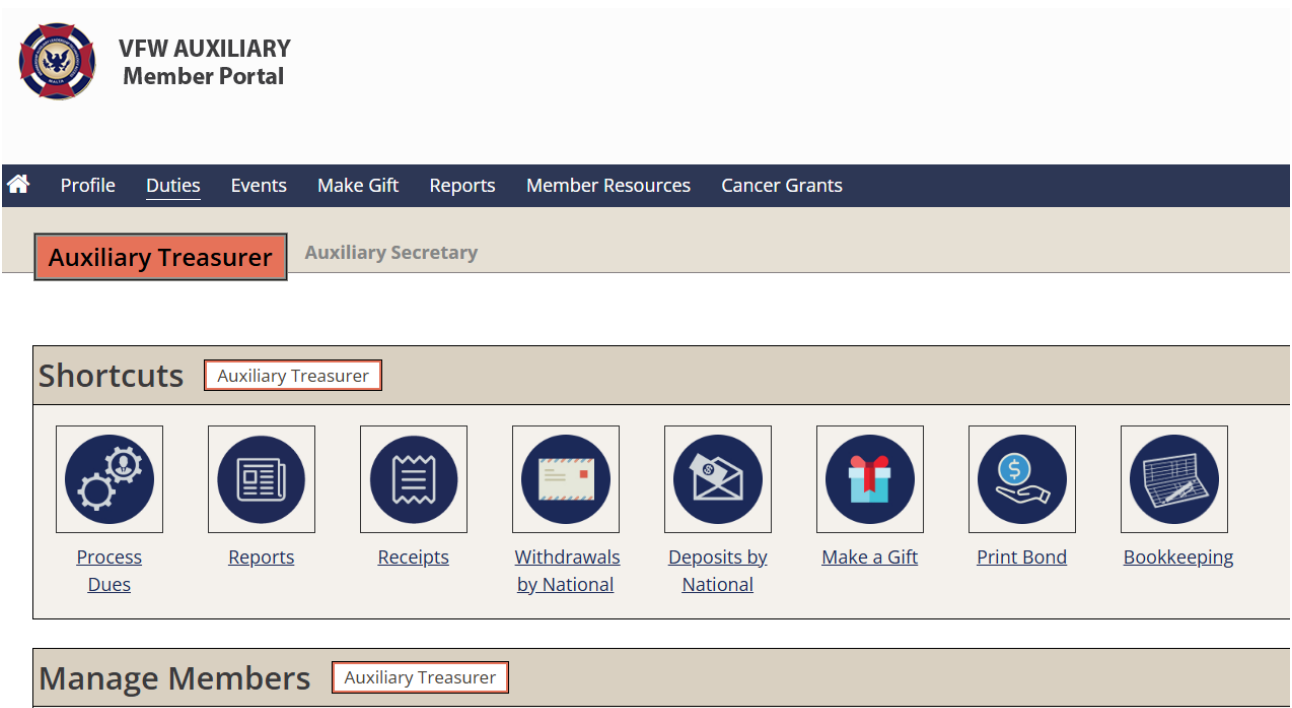 VFW AUXILIARY
Member Portal
Profile Duties Events Make Gift Reports Member Resources Cancer Grants
Auxiliary Treasurer Auxiliary Secretary
Shortcuts Auxiliary Treasurer
Process Dues
Reports
Receipts
Withdrawals by National
Deposits by National
Make a Gift
Print Bond
Bookkeeping
Manage Members Auxiliary Treasurer